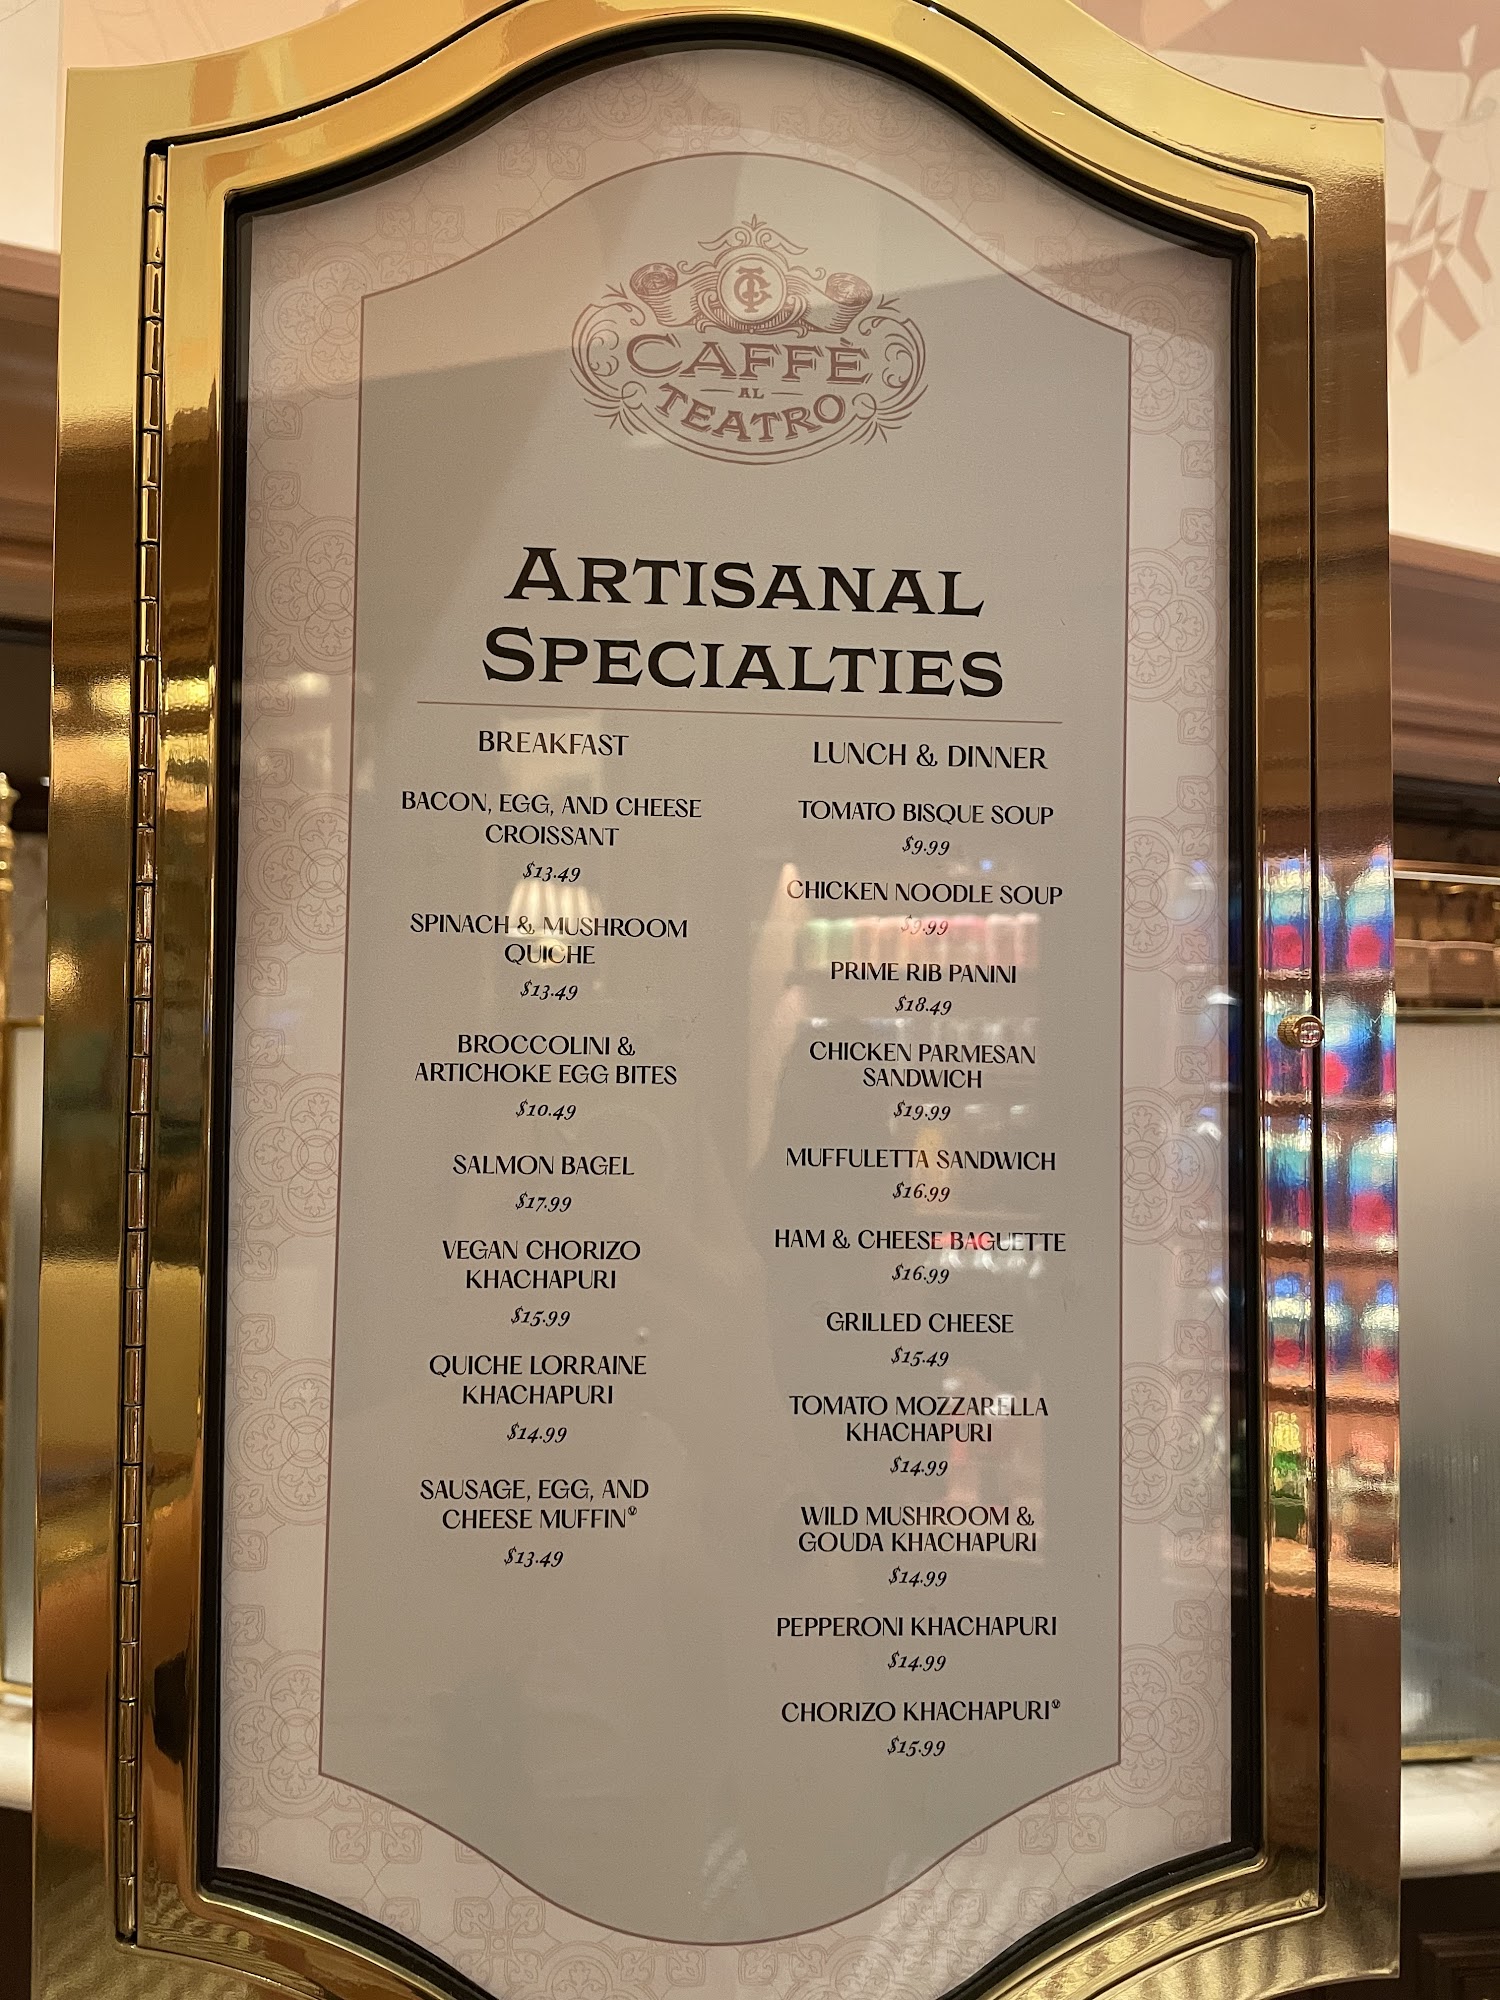 TG
CAFFÈ
AL
TEATRO
ARTISANAL
SPECIALTIES
BREAKFAST
BACON, EGG, AND CHEESE
CROISSANT
$13.49
SPINACH & MUSHROOM
QUICHE
$13.49
BROCCOLINI &
ARTICHOKE EGG BITES
$10.49
SALMON BAGEL
$17.99
VEGAN CHORIZO
KHACHAPURI
$15.99
QUICHE LORRAINE
KHACHAPURI
$14.99
SAUSAGE, EGG, AND
CHEESE MUFFIN Ⓥ
$13.49
LUNCH & DINNER
TOMATO BISQUE SOUP
$9.99
CHICKEN NOODLE SOUP
$9.99
PRIME RIB PANINI
$18.49
CHICKEN PARMESAN
SANDWICH
$19.99
MUFFULETTA SANDWICH
$16.99
HAM & CHEESE BAGUETTE
$16.99
GRILLED CHEESE
$15.49
TOMATO MOZZARELLA
KHACHAPURI
$14.99
WILD MUSHROOM &
GOUDA KHACHAPURI
$14.99
PEPPERONI KHACHAPURI
$14.99
CHORIZO KHACHAPURI Ⓥ
$15.99